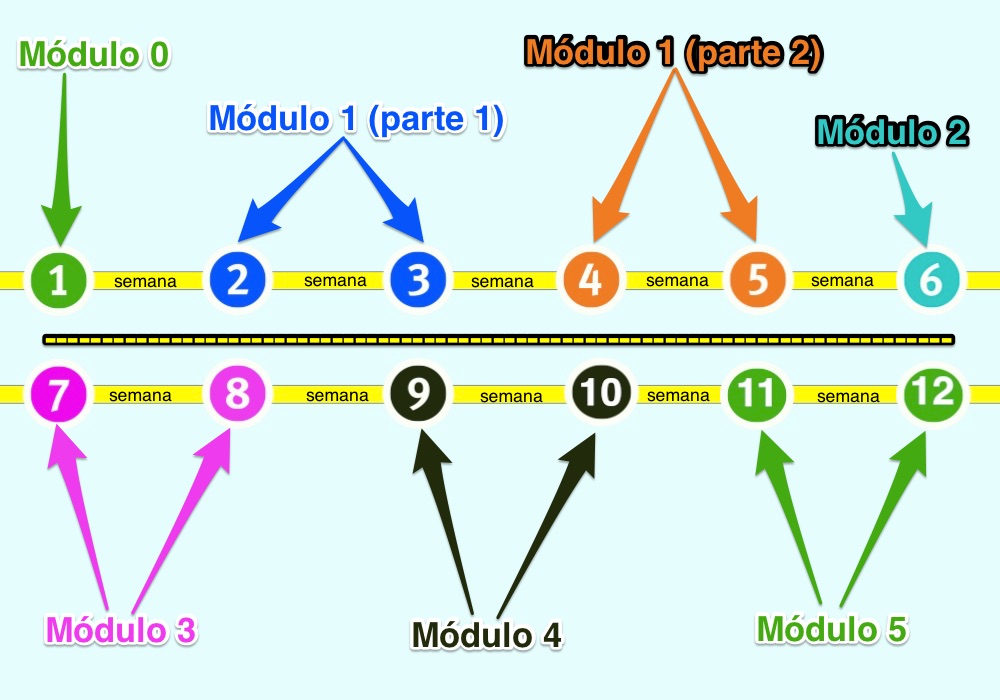 Módulo 0
Módulo 1 (parte 2)
Módulo 1 (parte 1)
Módulo 2
1 semana 2 semana 3 semana 4 semana 5 semana 6
7 semana 8 semana 9 semana 10 semana 11 semana 12
Módulo 3
Módulo 4
Módulo 5